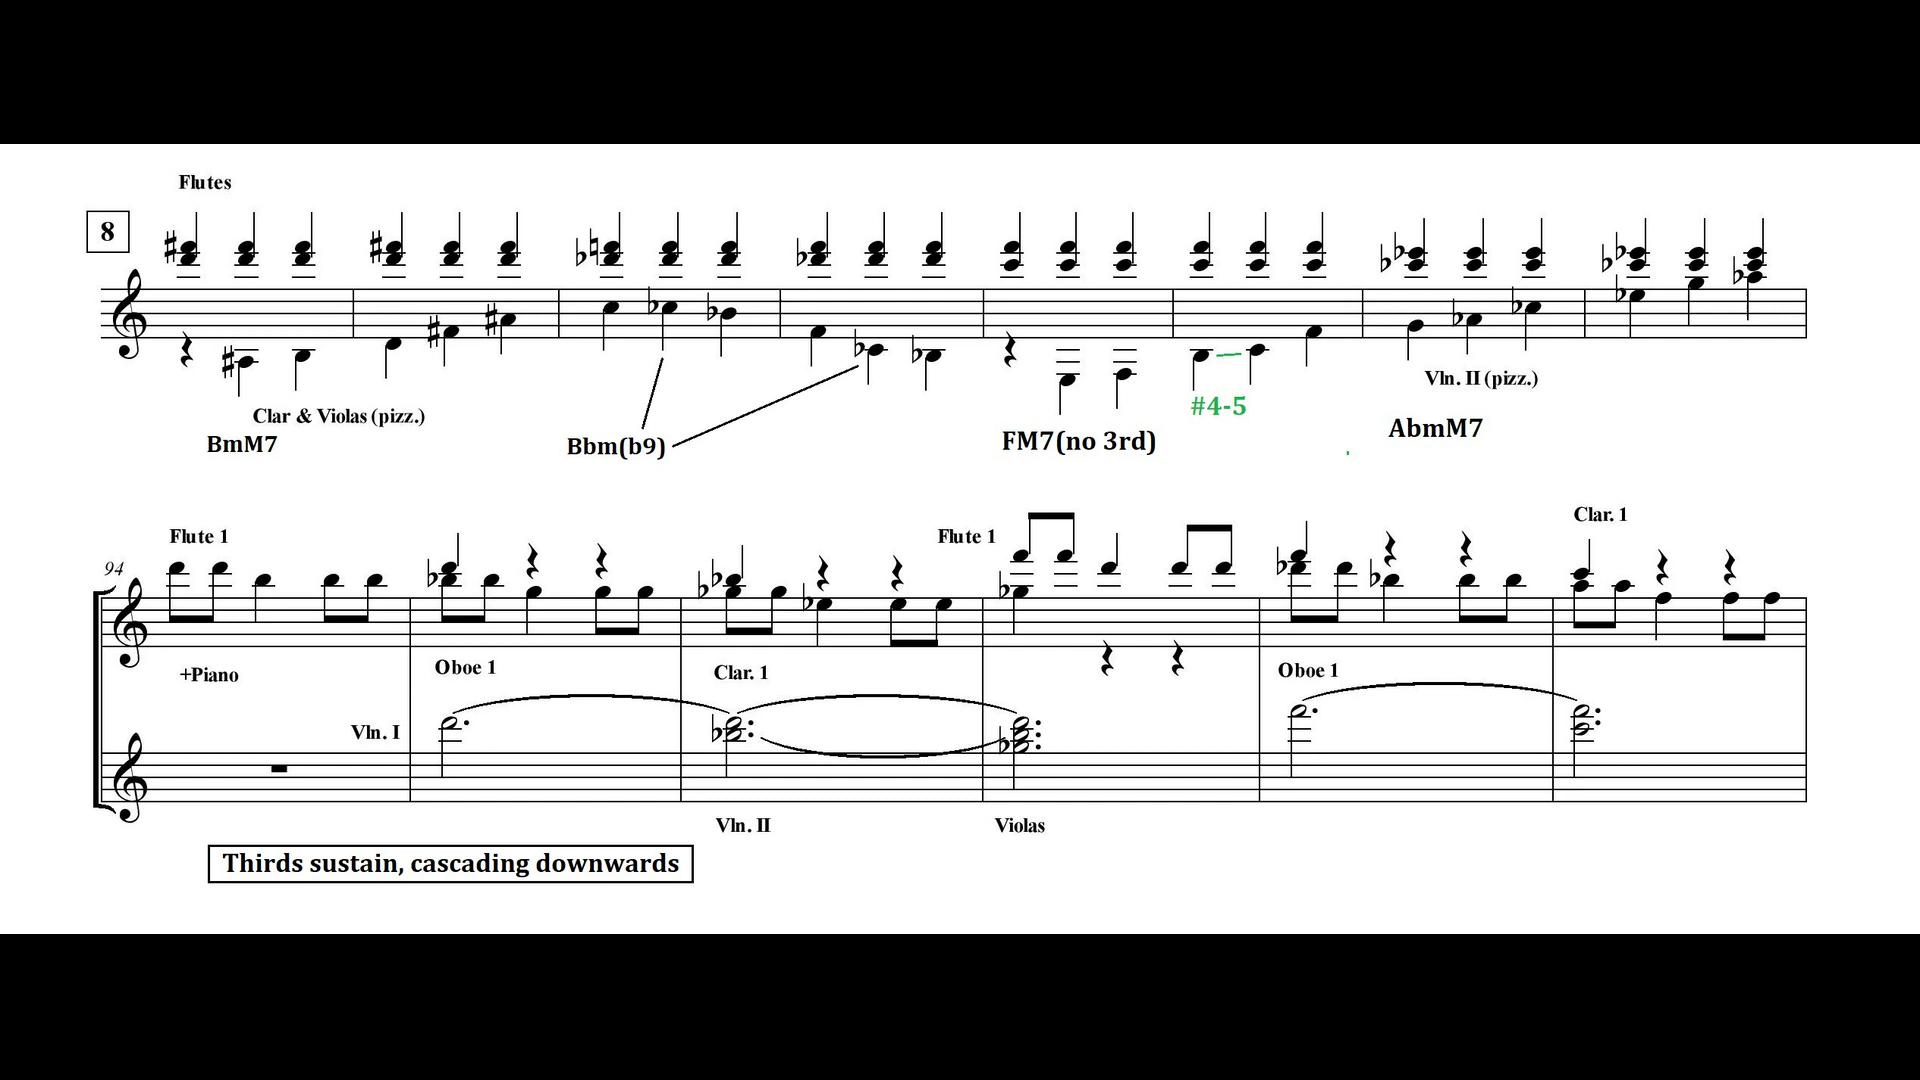 Flutes
8
Clar & Violas (pizz.)
BmM7
Bbm(b9)
FM7(no 3rd)
#4-5
Vln. II (pizz.)
AbmM7
94
Flute 1
+Piano
Vln. I
Oboe 1
Clar. 1
Vln. II
Flute 1
Violas
Oboe 1
Clar. 1
Thirds sustain, cascading downwards